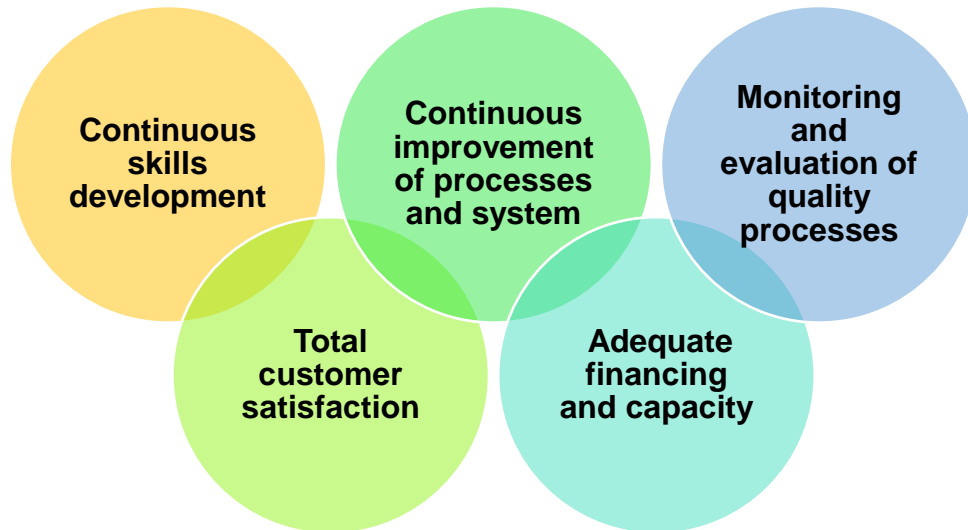 Continuous
skills
development
Continuous
improvement
of processes
and system
Monitoring
and
evaluation of
quality
processes
Total
customer
satisfaction
Adequate
financing
and capacity